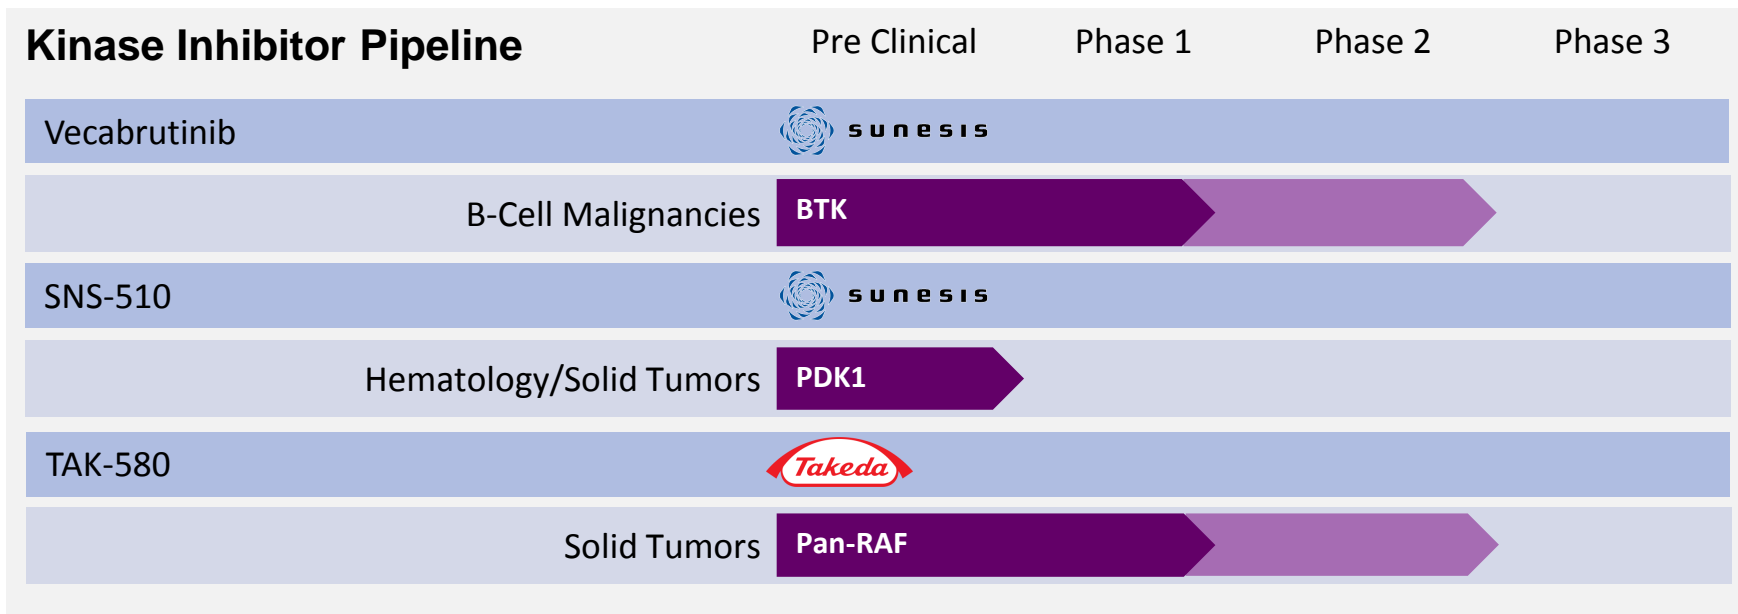 Kinase Inhibitor Pipeline Pre Clinical Phase 1 Phase 2 Phase 3
Vecabrutinib sunesis
B-Cell Malignancies BTK
SNS-510 sunesis
Hematology/Solid Tumors PDK1
TAK-580 Takeda
Solid Tumors Pan-RAF